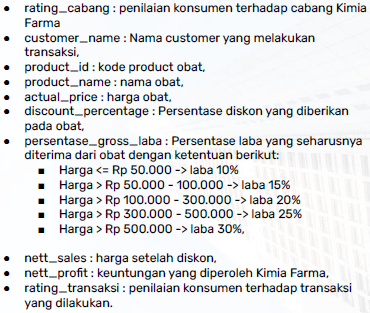 ● rating_cabang : penilaian konsumen terhadap cabang Kimia
Farma
● customer_name : Nama customer yang melakukan
transaksi,
● product_id : kode product obat,
● product_name : nama obat,
● actual_price : harga obat,
● discount_percentage : Persentase diskon yang diberikan
pada obat,
● persentase_gross_laba : Persentase laba yang seharusnya
diterima dari obat dengan ketentuan berikut:
■ Harga <= Rp 50.000 -> laba 10%
■ Harga > Rp 50.000 - 100.000 -> laba 15%
■ Harga > Rp 100.000 - 300.000 -> laba 20%
■ Harga > Rp 300.000 - 500.000 -> laba 25%
■ Harga > Rp 500.000 -> laba 30%,
● nett_sales : harga setelah diskon,
● nett_profit : keuntungan yang diperoleh Kimia Farma,
● rating_transaksi : penilaian konsumen terhadap transaksi
yang dilakukan.